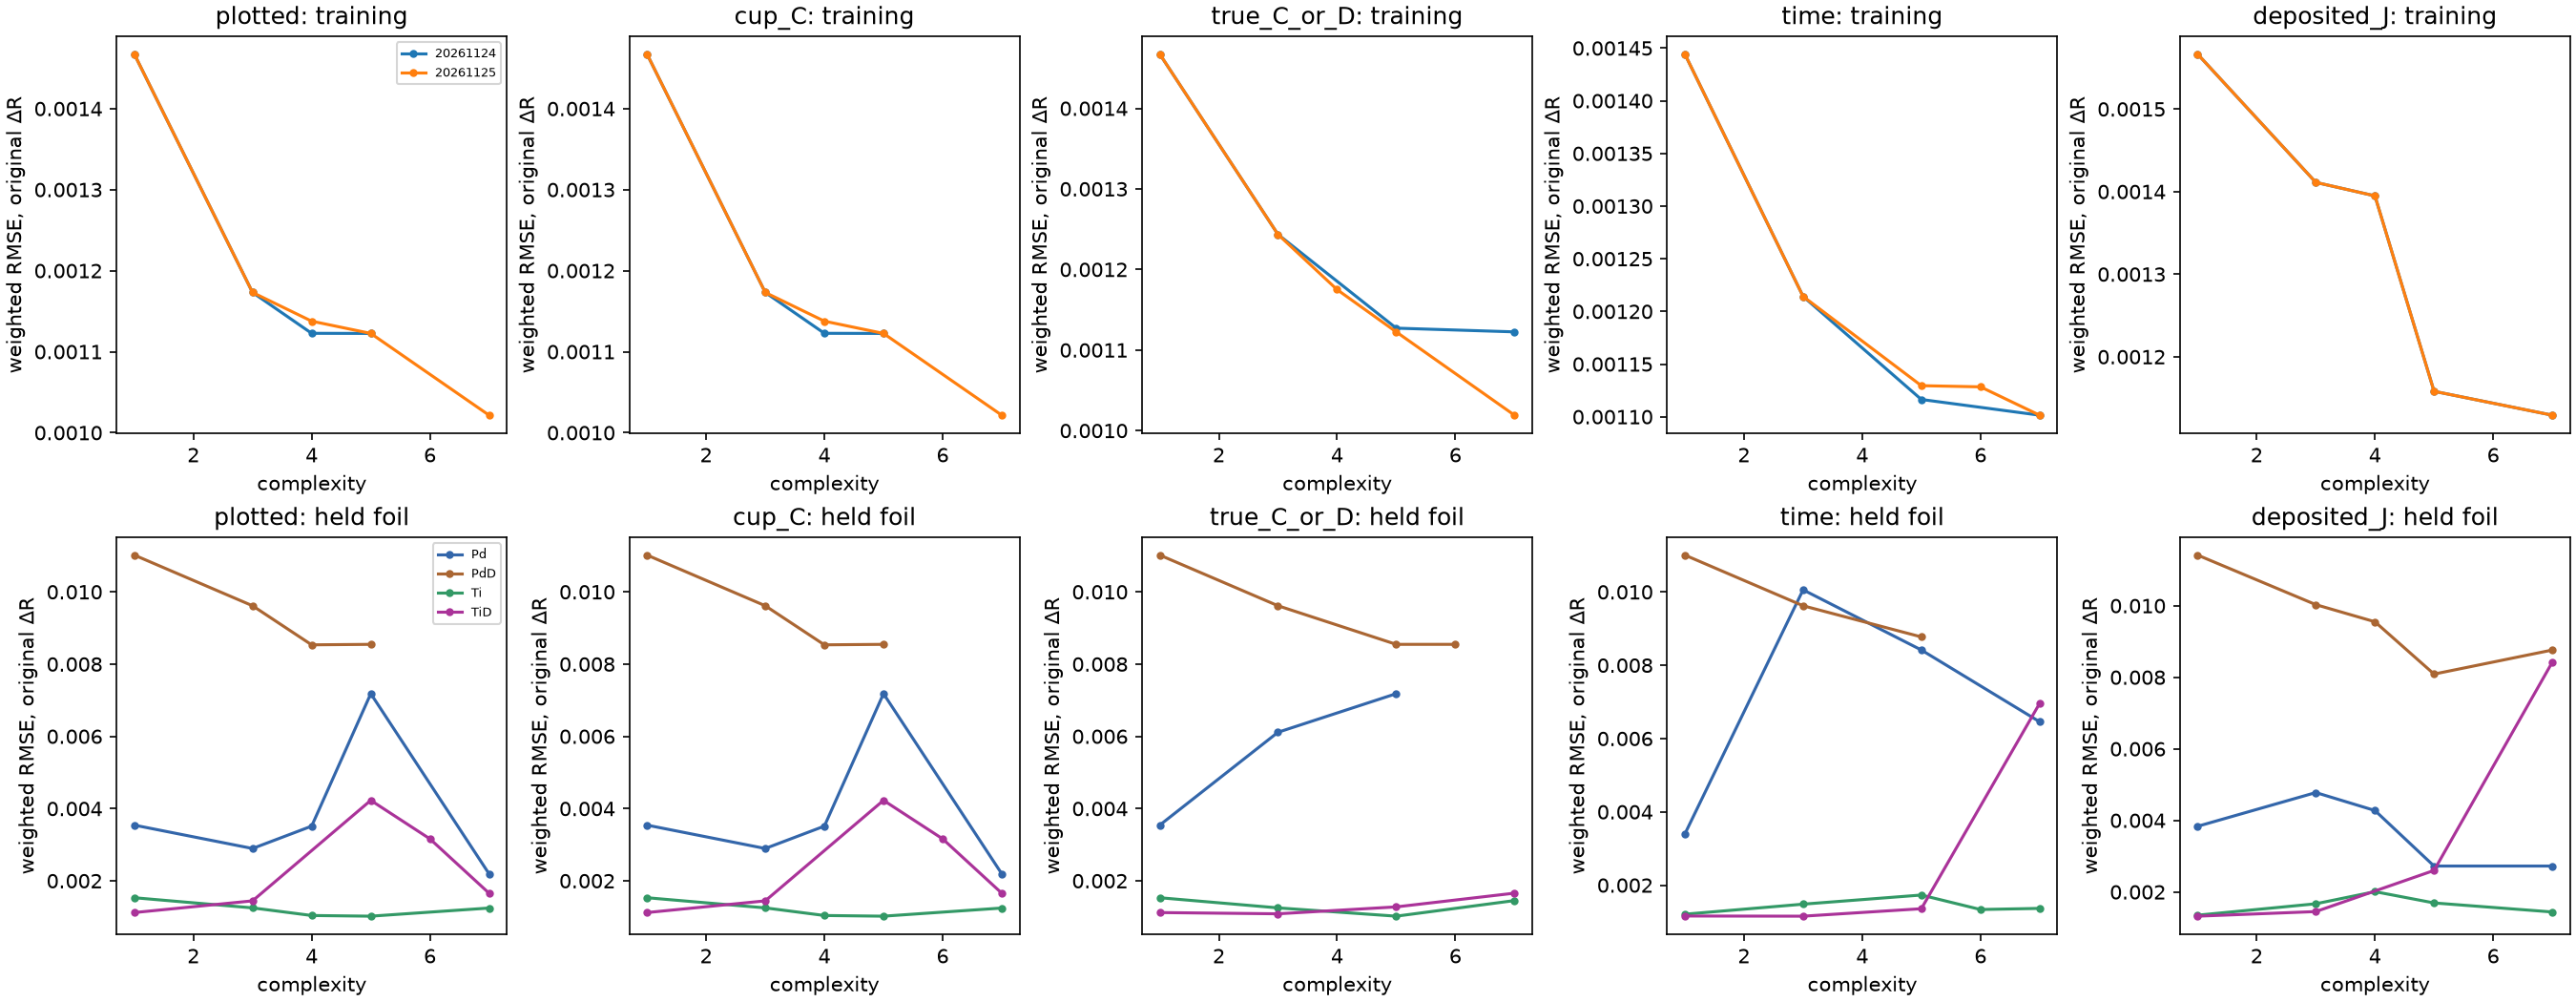 plotted: training
weighted RMSE, original ΔR
0.0014
0.0013
0.0012
0.0011
0.0010
2 4 6
complexity
20261124
20261125
cup_C: training
weighted RMSE, original ΔR
0.0014
0.0013
0.0012
0.0011
0.0010
2 4 6
complexity
true_C_or_D: training
weighted RMSE, original ΔR
0.0014
0.0013
0.0012
0.0011
0.0010
2 4 6
complexity
time: training
weighted RMSE, original ΔR
0.00145
0.00140
0.00135
0.00130
0.00125
0.00120
0.00115
0.00110
2 4 6
complexity
deposited_J: training
weighted RMSE, original ΔR
0.0015
0.0014
0.0013
0.0012
2 4 6
complexity
plotted: held foil
weighted RMSE, original ΔR
0.010
0.008
0.006
0.004
0.002
2 4 6
complexity
Pd
PdD
Ti
TiD
cup_C: held foil
weighted RMSE, original ΔR
0.010
0.008
0.006
0.004
0.002
2 4 6
complexity
true_C_or_D: held foil
weighted RMSE, original ΔR
0.010
0.008
0.006
0.004
0.002
2 4 6
complexity
time: held foil
weighted RMSE, original ΔR
0.010
0.008
0.006
0.004
0.002
2 4 6
complexity
deposited_J: held foil
weighted RMSE, original ΔR
0.010
0.008
0.006
0.004
0.002
2 4 6
complexity